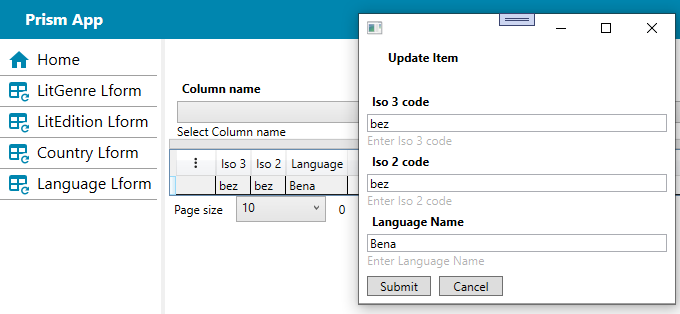 Prism App
Home
LitGenre Lform
LitEdition Lform
Country Lform
Language Lform
Column name
Select Column name
Iso 3 Iso 2 Language
bez bez Bena
Page size 10 0
Update Item
Iso 3 code
bez
Enter Iso 3 code
Iso 2 code
bez
Enter Iso 2 code
Language Name
Bena
Enter Language Name
Submit Cancel